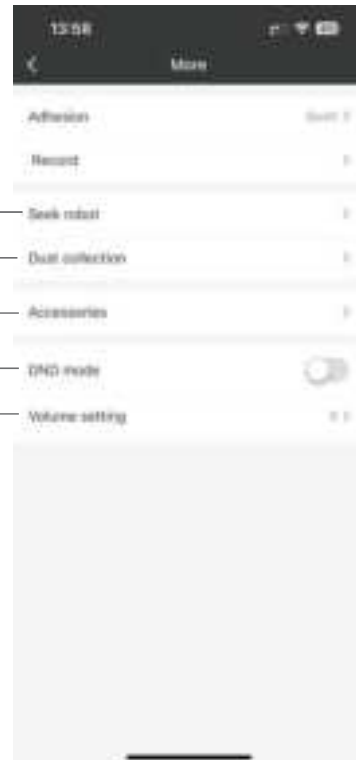 13:58
More
Adhesion
Record
Seek robot
Dust collection
Accessories
DND mode
Volume setting